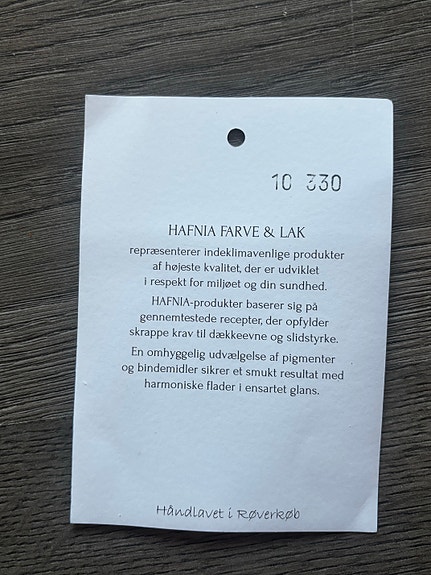 10 330
HAFNIA FARVE & LAK
repræsenterer indeklimavenlige produkter
af højeste kvalitet, der er udviklet
i respekt for miljøet og din sundhed.
HAFNIA-produkter baserer sig på
gennemtestede recepter, der opfylder
skrappe krav til dækkeevne og slidstyrke.
En omhyggelig udvælgelse af pigmenter
og bindemidler sikrer et smukt resultat med
harmoniske flader i ensartet glans.
Håndlavet i Røverkøb